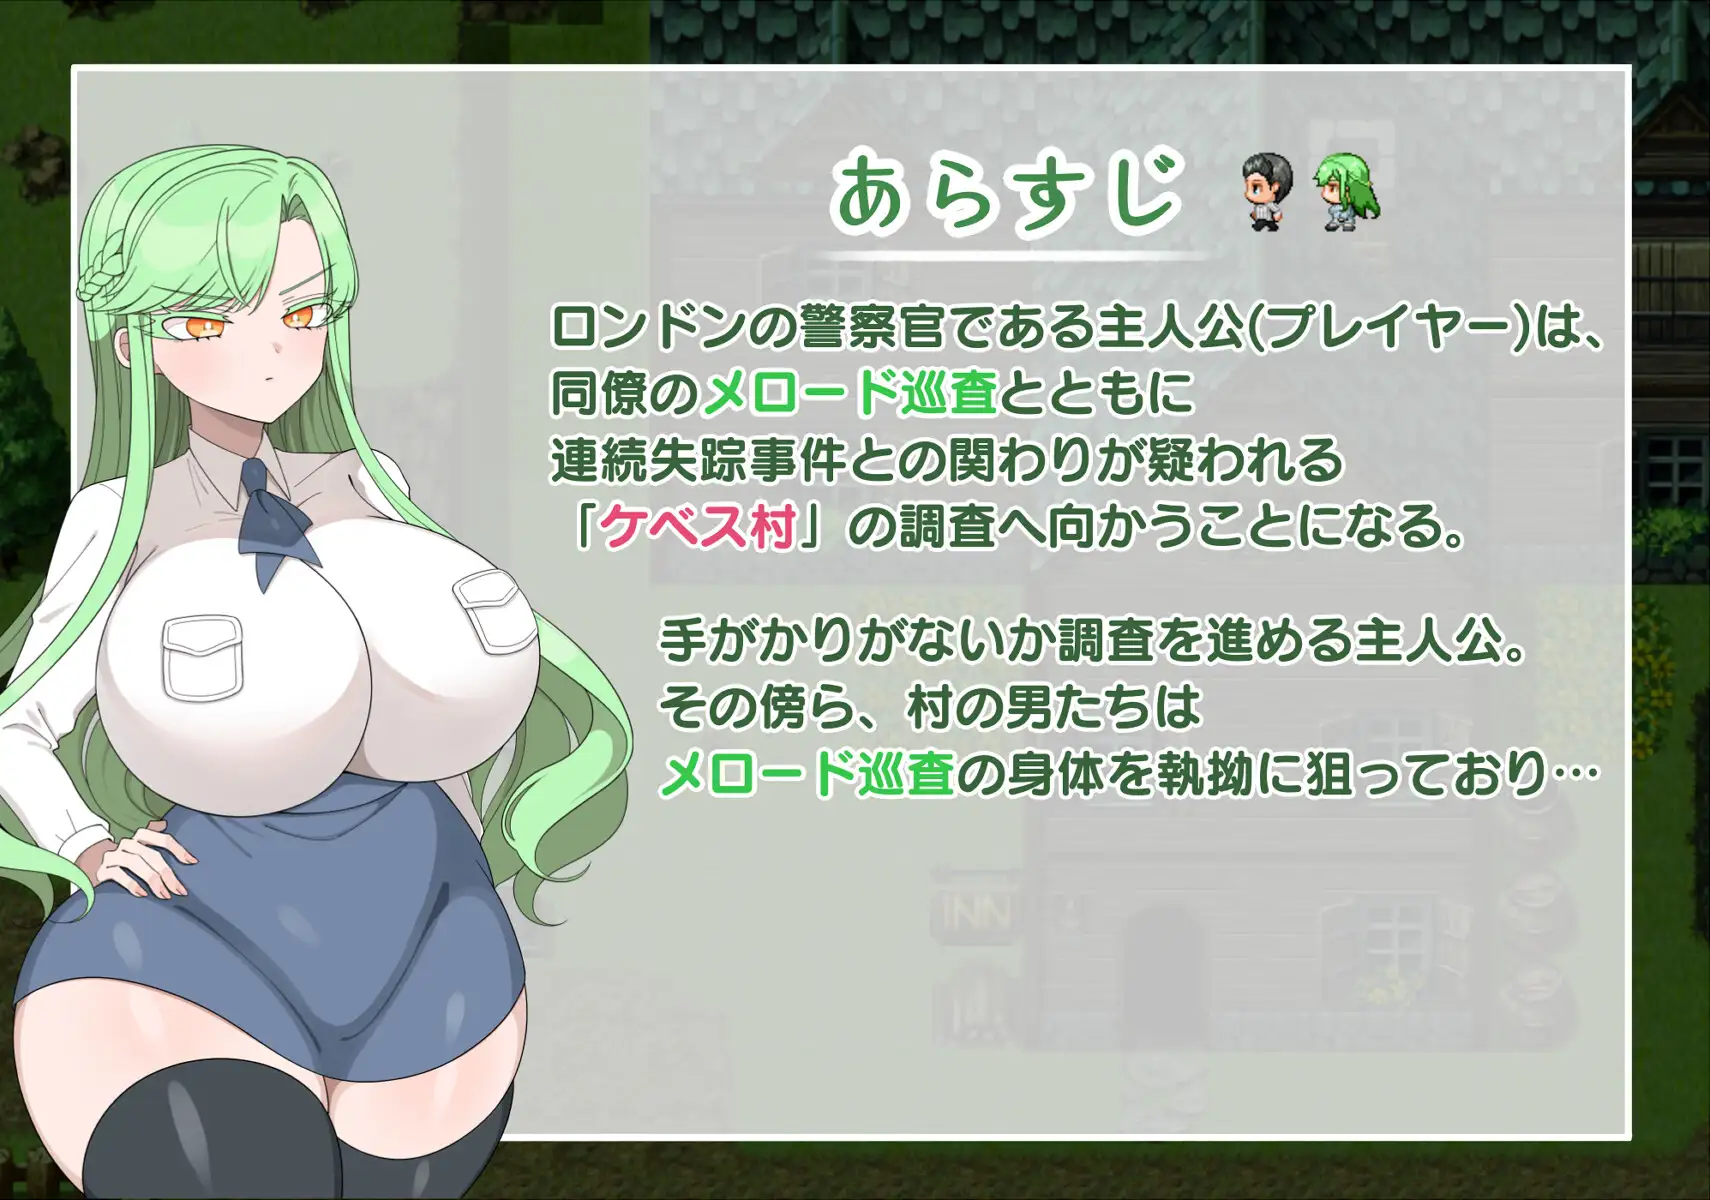 あらすじ
ロンドンの警察官である主人公(プレイヤー)は、
同僚のメロード巡査とともに
連続失踪事件との関わりが疑われる
「ケベス村」の調査へ向かうことになる。
手がかりがないか調査を進める主人公。
その傍ら、村の男たちは
メロード巡査の身体を執拗に狙っており…
INN